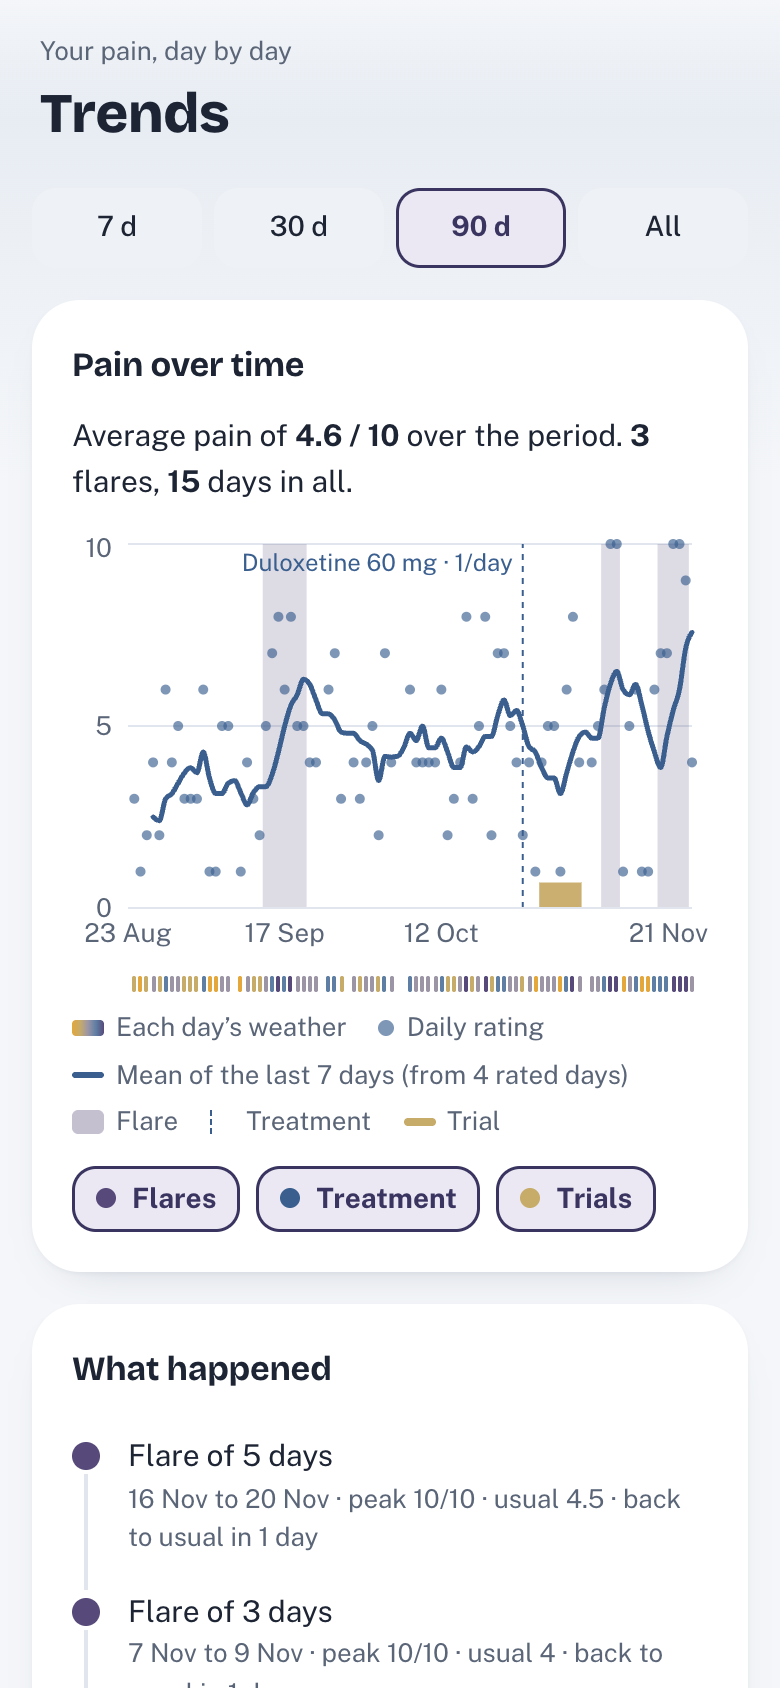 Your pain, day by day
Trends
7 d
30 d
90 d
All
Pain over time
Average pain of 4.6 / 10 over the period. 3
flares, 15 days in all.
10
Duloxetine 60 mg · 1/day
5
0
23 Aug
17 Sep
12 Oct
21 Nov
Each day’s weather
Daily rating
Mean of the last 7 days (from 4 rated days)
Flare
Treatment
Trial
Flares
Treatment
Trials
What happened
Flare of 5 days
16 Nov to 20 Nov · peak 10/10 · usual 4.5 · back
to usual in 1 day
Flare of 3 days
7 Nov to 9 Nov · peak 10/10 · usual 4 · back to